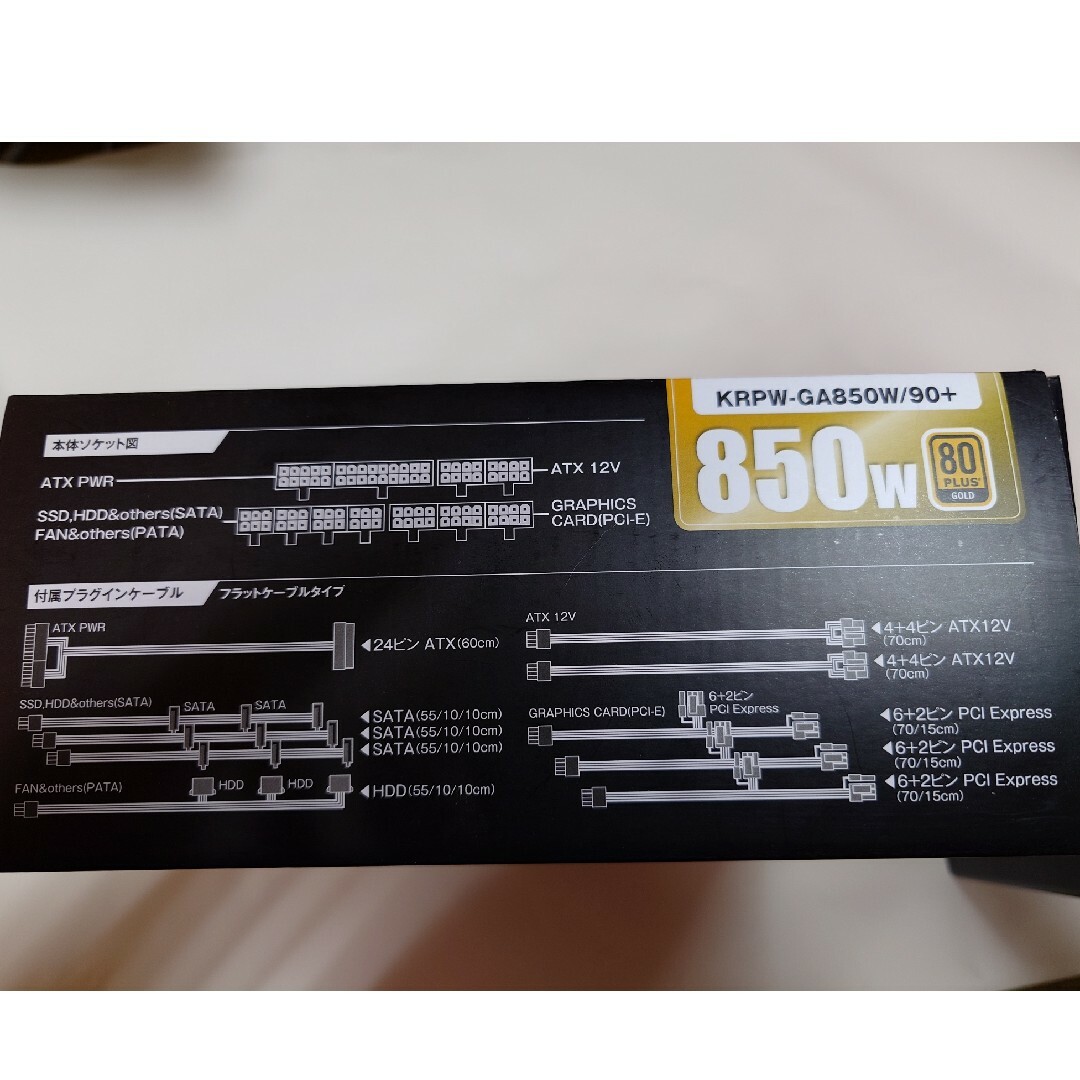 KRPW-GA850W/90+
850W
80
PLUS
GOLD
本体ソケット図
ATX PWR
ATX 12V
SSD,HDD&others(SATA)
FAN&others(PATA)
GRAPHICS
CARD(PCI-E)
付属プラグインケーブル
フラットケーブルタイプ
ATX PWR
24ピン ATX(60cm)
SSD,HDD&others(SATA)
SATA
SATA
SATA(55/10/10cm)
SATA(55/10/10cm)
SATA(55/10/10cm)
FAN&others(PATA)
HDD
HDD
HDD(55/10/10cm)
ATX 12V
4+4ピン ATX12V
(70cm)
4+4ピン ATX12V
(70cm)
GRAPHICS CARD(PCI-E)
6+2ピン
PCI Express
6+2ピン PCI Express
(70/15cm)
6+2ピン PCI Express
(70/15cm)
6+2ピン PCI Express
(70/15cm)